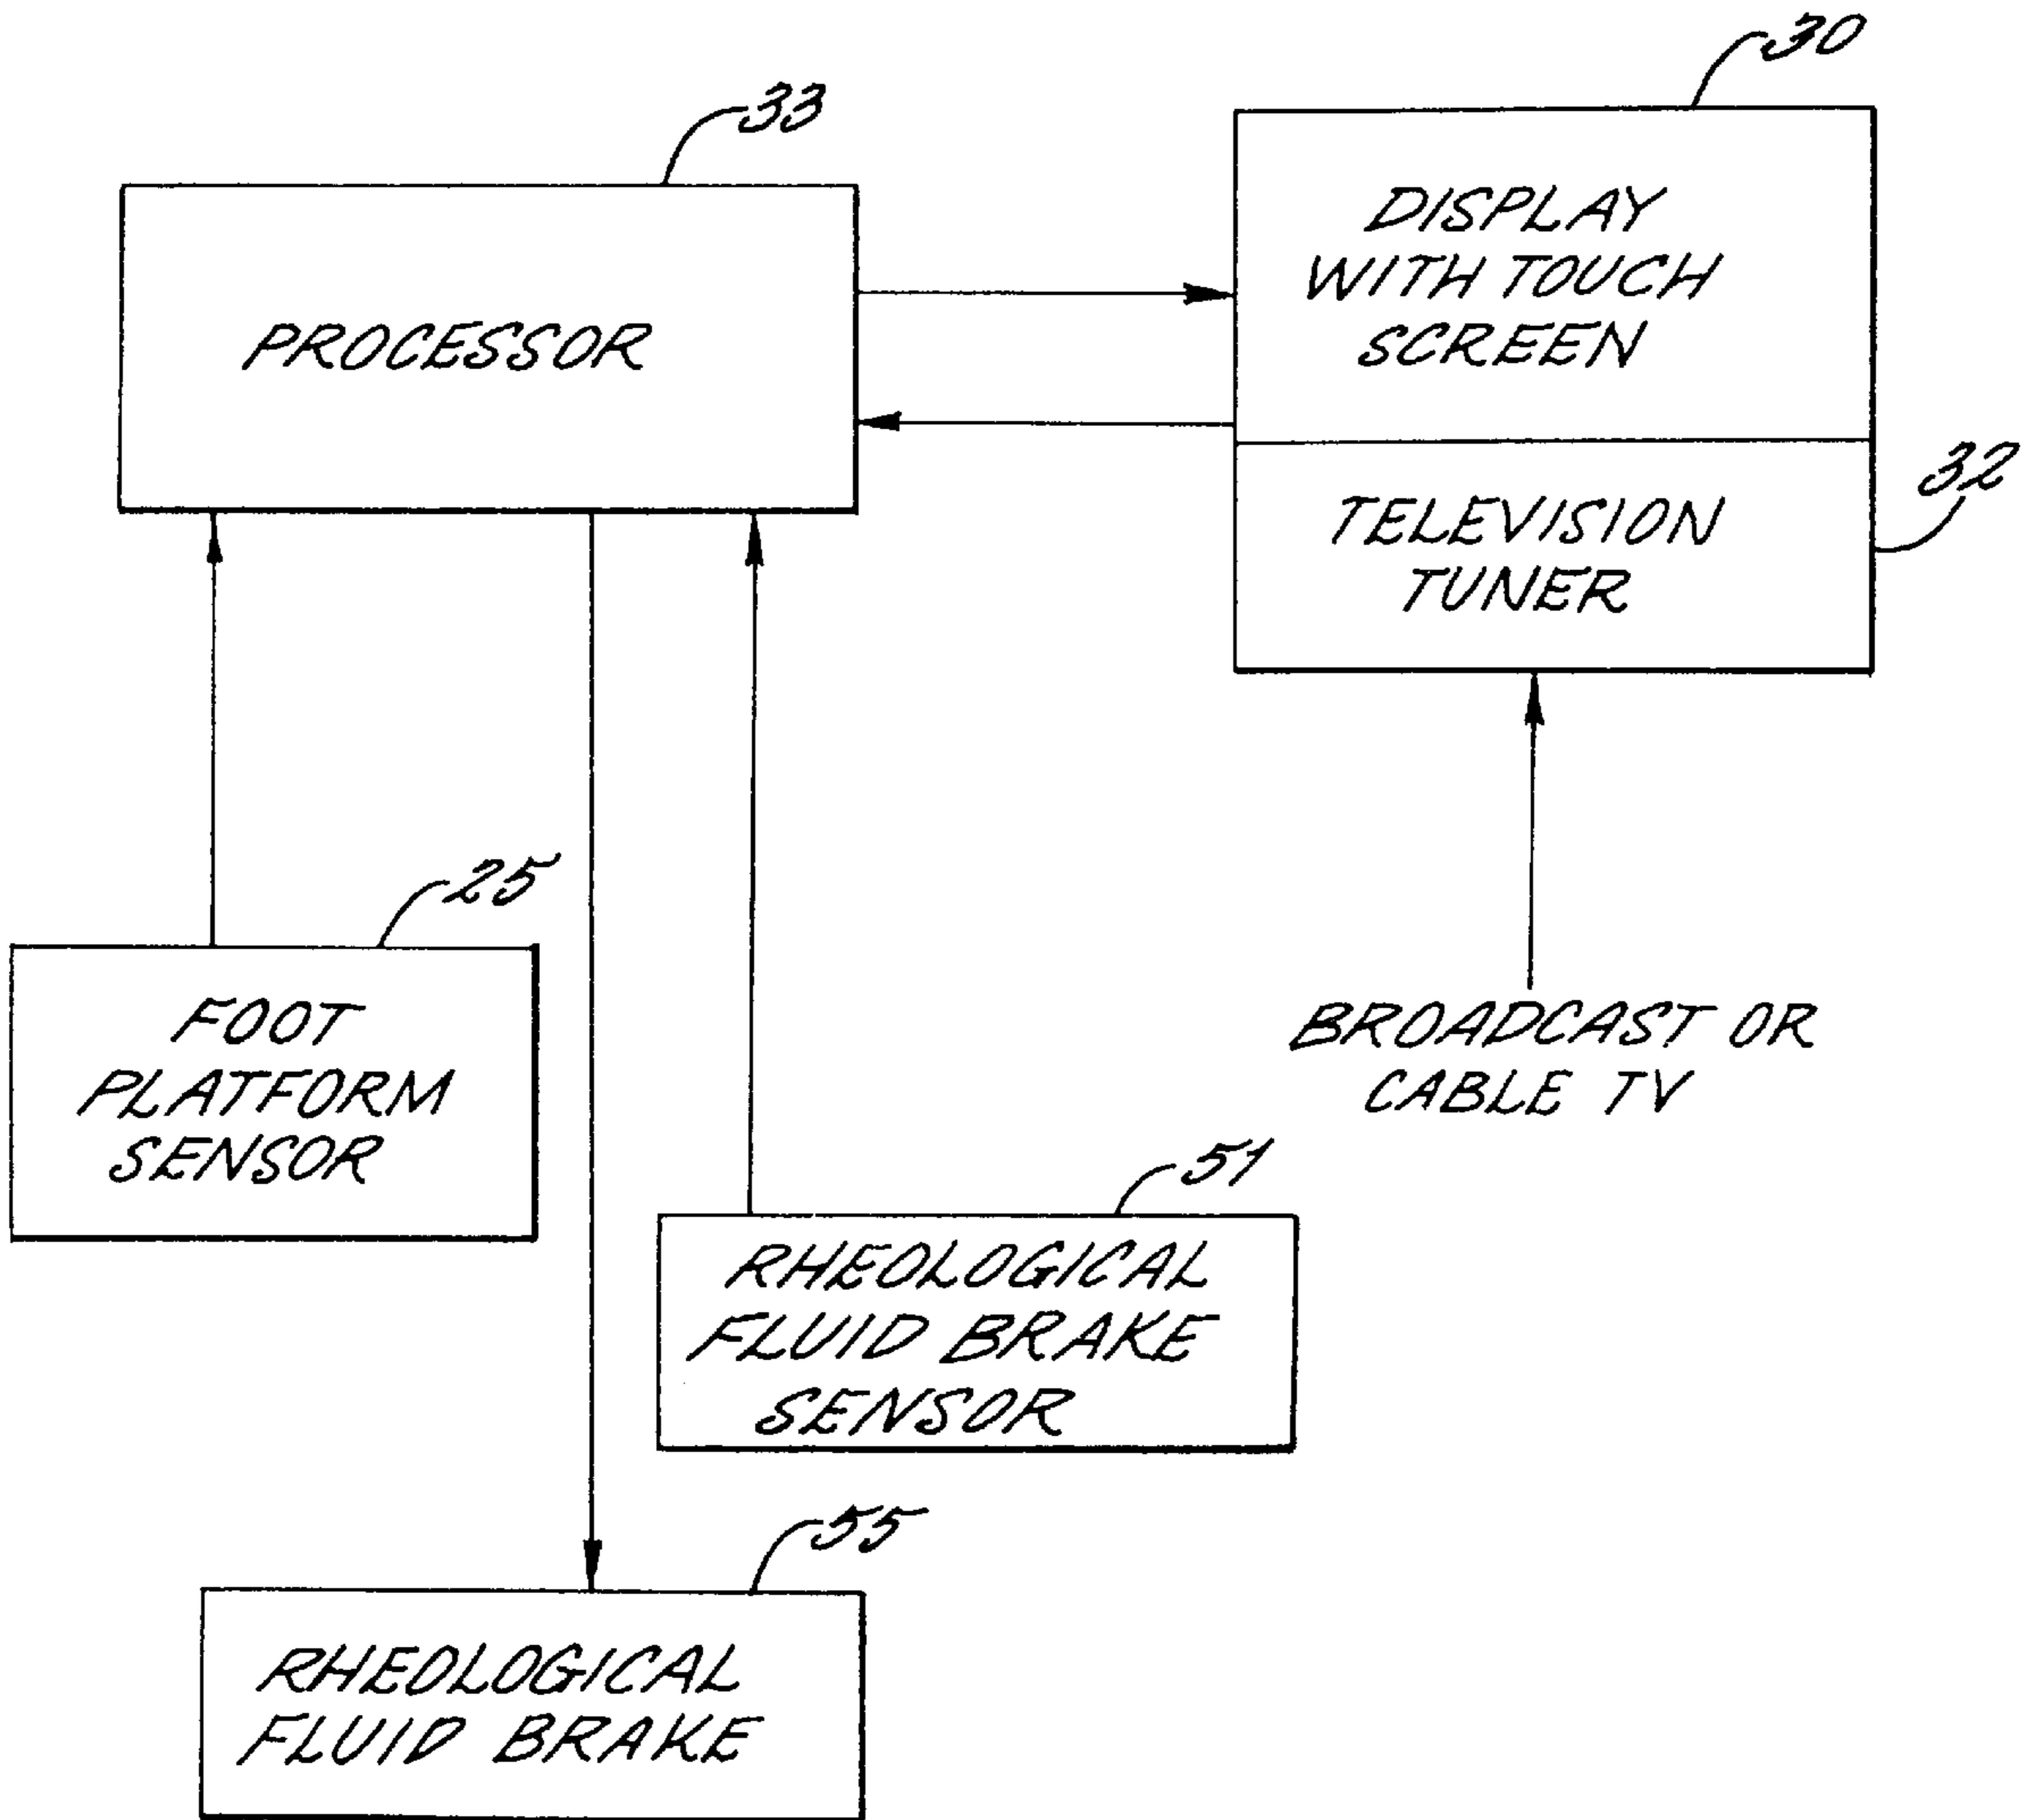 30
33
DISPLAY
WITH TOUCH
SCREEN
PROCESSOR
32
TELEVISION
TUNER
25
FOOT
PLATFORM
SENSOR
BROADCAST OR
CABLE TV
51
RHEOLOGICAL
FLUID BRAKE
SENSOR
55
RHEOLOGICAL
FLUID BRAKE